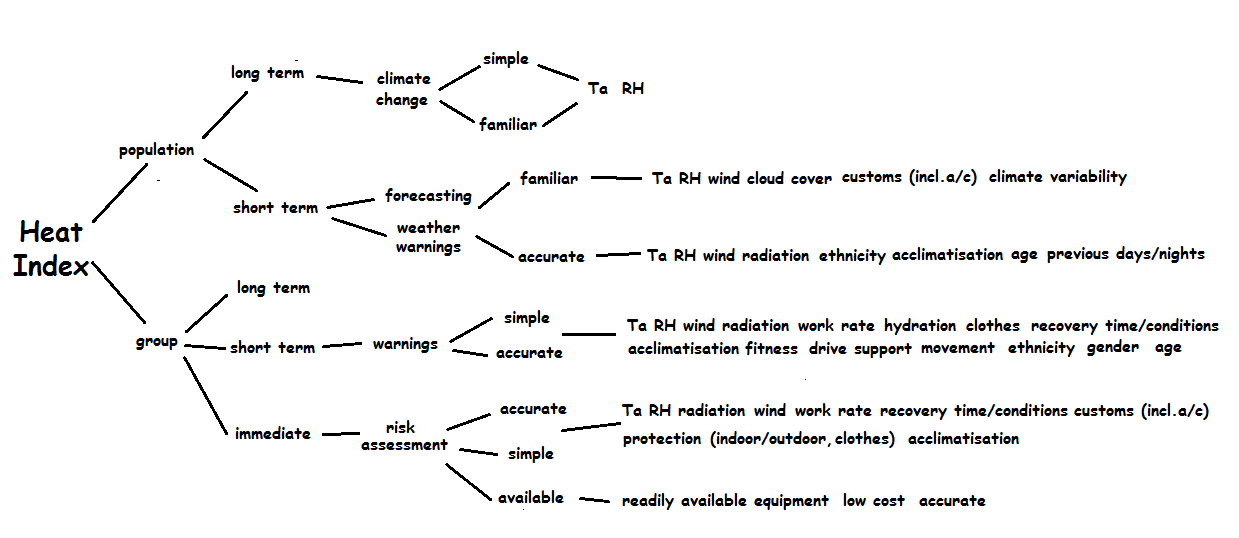 simple
long term
climate
change
Ta RH
familiar
population
familiar
Ta RH wind cloud cover customs (incl.a/c) climate variability
forecasting
short term
weather
warnings
accurate
Ta RH wind radiation ethnicity acclimatisation age previous days/nights
Heat
Index
long term
group
short term
warnings
simple
accurate
Ta RH wind radiation work rate hydration clothes recovery time/conditions
acclimatisation fitness drive support movement ethnicity gender age
immediate
risk
assessment
accurate
Ta RH radiation wind work rate recovery time/conditions customs (incl.a/c)
protection (indoor/outdoor, clothes) acclimatisation
simple
available
readily available equipment low cost accurate